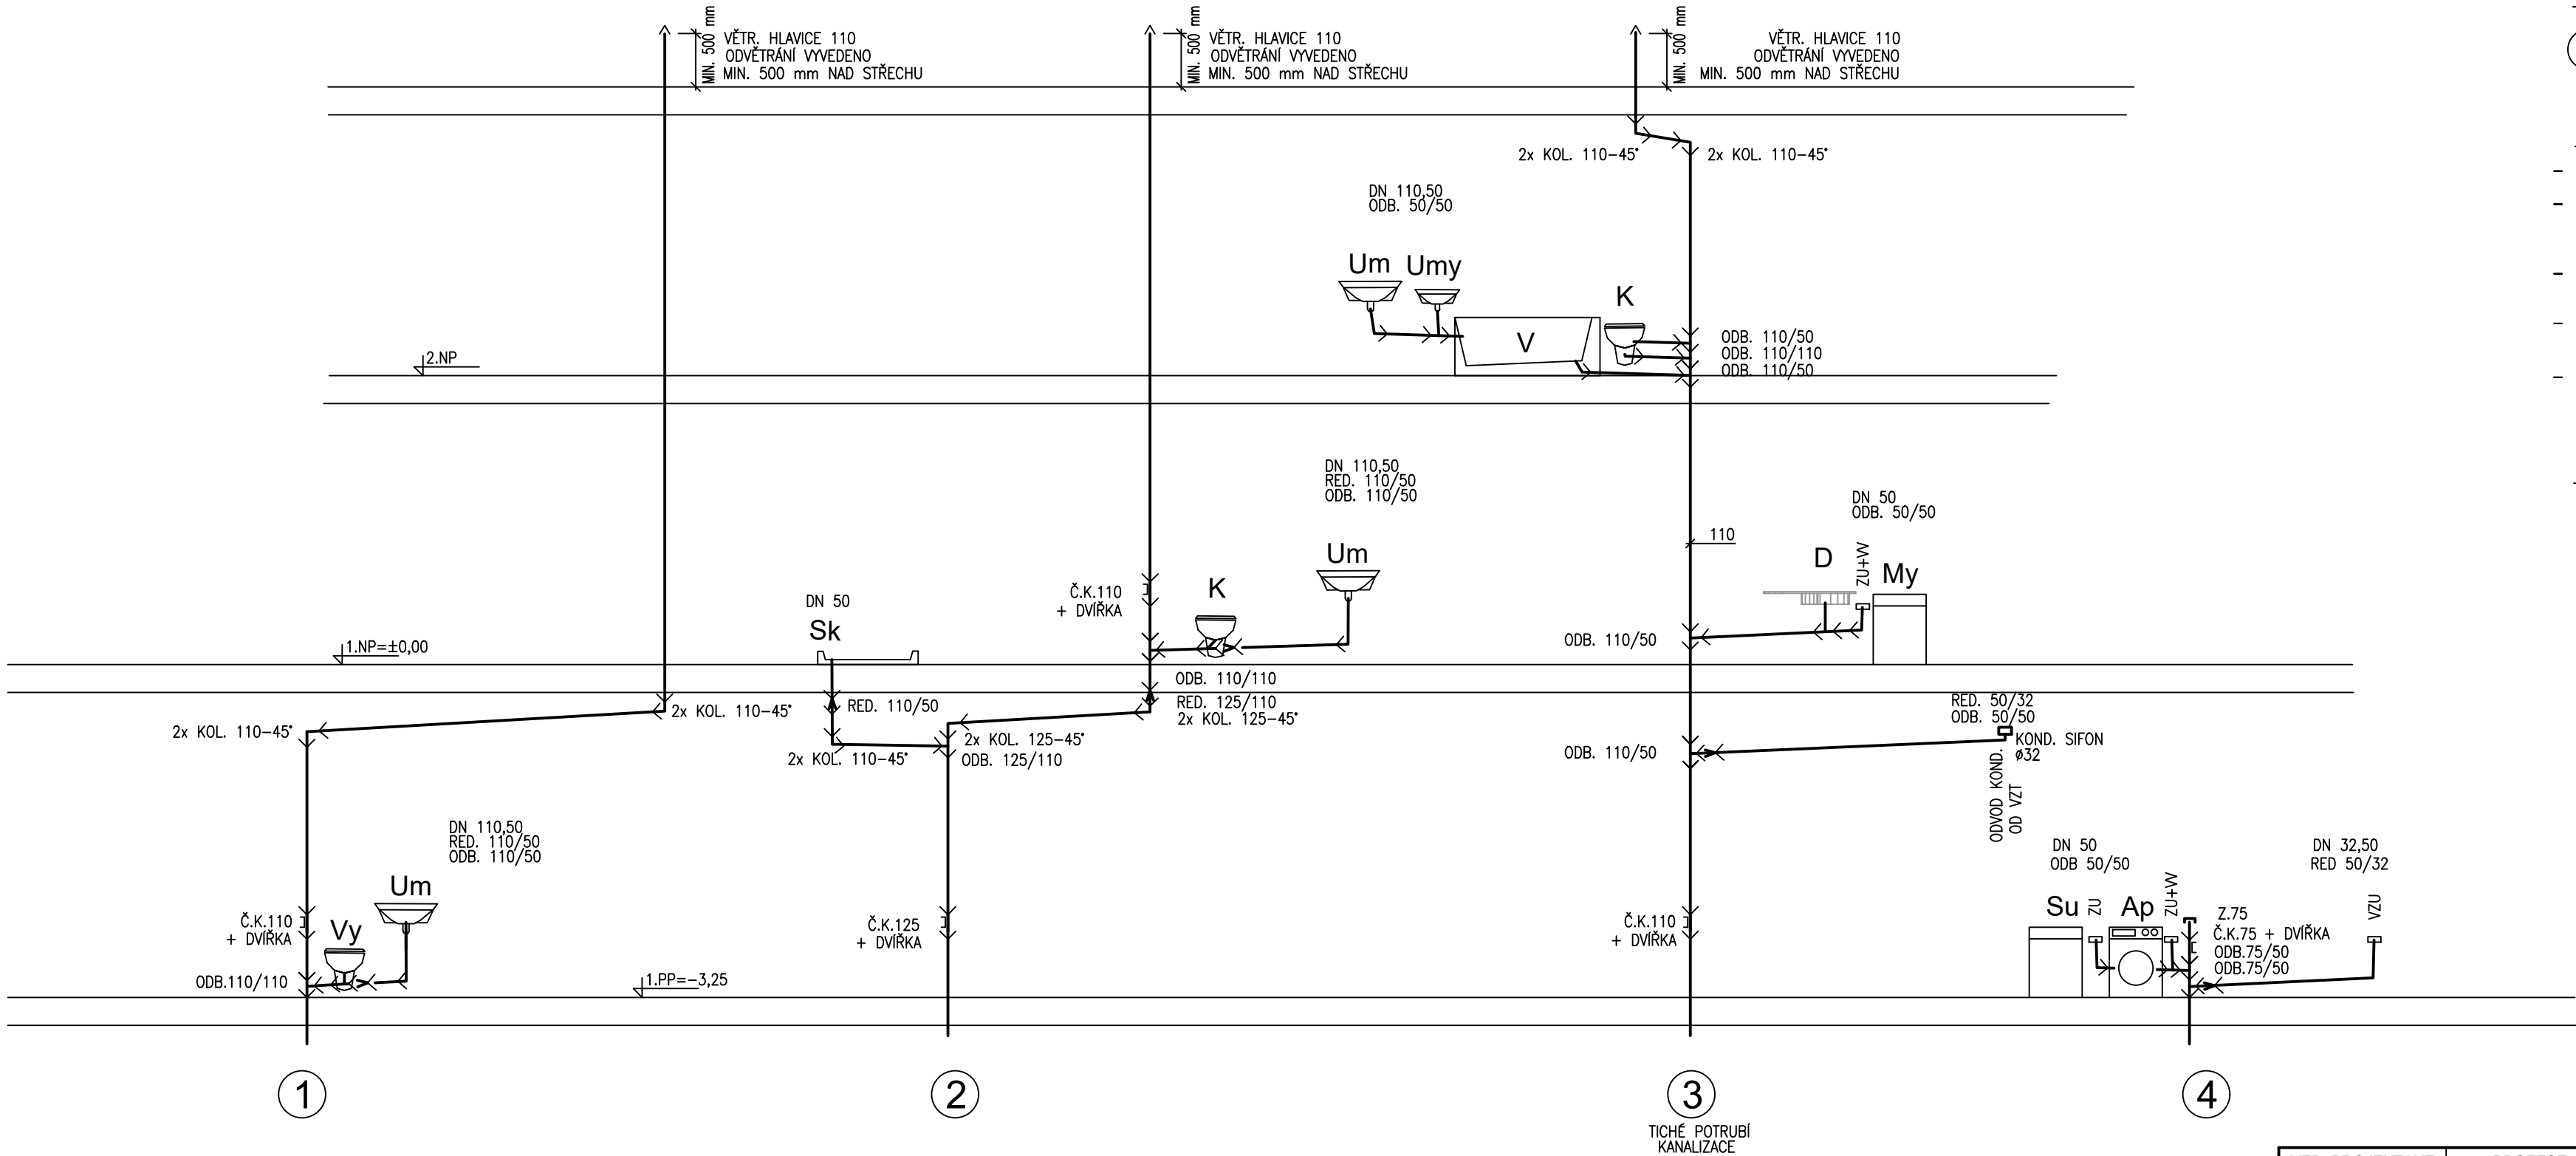 MIN. 500 mm
VĚTR. HLAVICE 110
ODVĚTRÁNÍ VYVEDENO
MIN. 500 mm NAD STŘECHU
MIN. 500 mm
VĚTR. HLAVICE 110
ODVĚTRÁNÍ VYVEDENO
MIN. 500 mm NAD STŘECHU
MIN. 500 mm
VĚTR. HLAVICE 110
ODVĚTRÁNÍ VYVEDENO
MIN. 500 mm NAD STŘECHU
2x KOL. 110-45°
2x KOL. 110-45°
DN 110,50
ODB. 50/50
Um
Umy
V
K
ODB. 110/50
ODB. 110/110
ODB. 110/50
2.NP
DN 110,50
RED. 110/50
ODB. 110/50
DN 50
ODB. 50/50
110
Č.K.110
+ DVÍŘKA
K
Um
D
ZU+W
My
DN 50
Sk
ODB. 110/50
1.NP=±0,00
ODB. 110/110
RED. 125/110
2x KOL. 125-45°
2x KOL. 110-45°
2x KOL. 110-45°
RED. 110/50
2x KOL. 110-45°
2x KOL. 125-45°
ODB. 125/110
ODB. 110/50
RED. 50/32
ODB. 50/50
KOND. SIFON
ø32
ODVOD KOND.
OD VZT
DN 110,50
RED. 110/50
ODB. 110/50
Um
Vy
Č.K.110
+ DVÍŘKA
ODB.110/110
Č.K.125
+ DVÍŘKA
Č.K.110
+ DVÍŘKA
DN 50
ODB 50/50
Su
ZU
Ap
ZU+W
Z.75
Č.K.75 + DVÍŘKA
ODB.75/50
ODB.75/50
DN 32,50
RED 50/32
VZU
1.PP=-3,25
1
2
3
4
TICHÉ POTRUBÍ
KANALIZACE